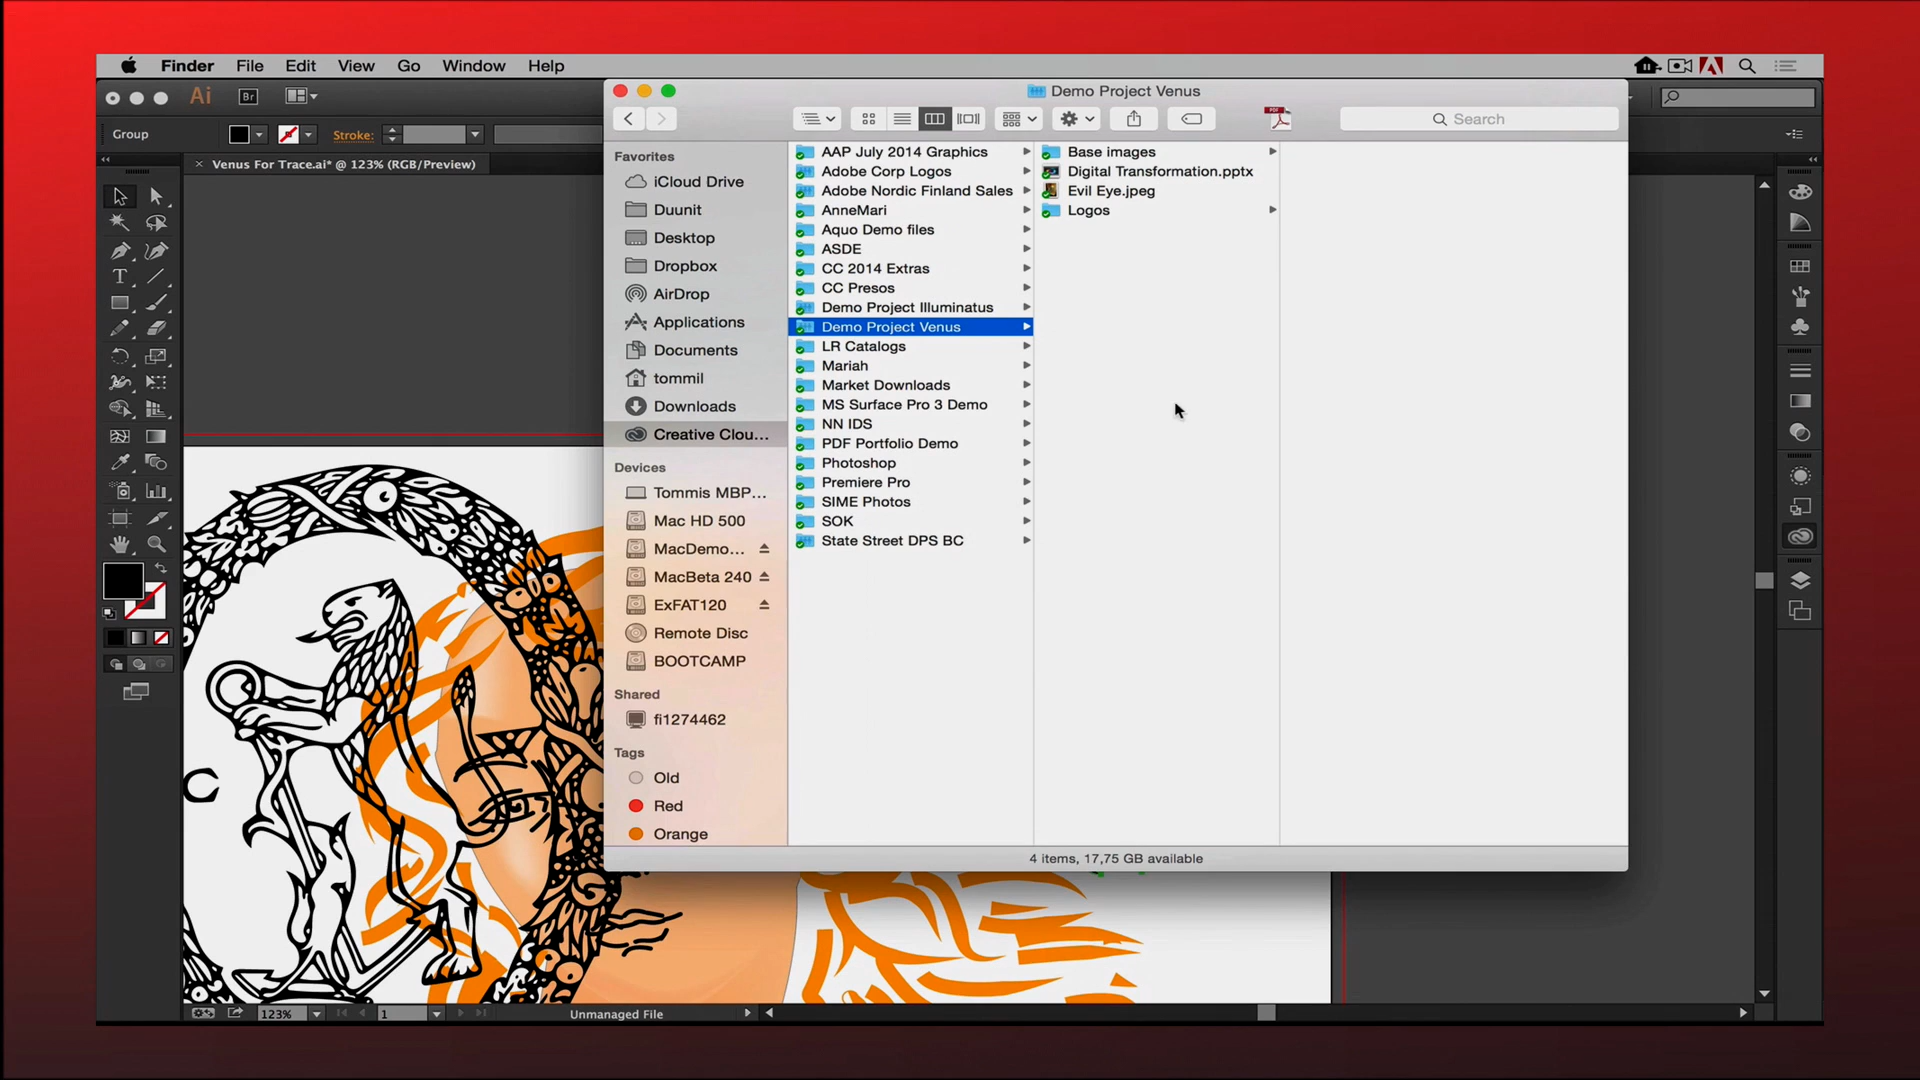 Finder File Edit View Go Window Help
Ai Br
Demo Project Venus
Group Stroke:
Search
× Venus For Trace.ai* @ 123% (RGB/Preview)
Favorites
iCloud Drive
Duunit
Desktop
Dropbox
AirDrop
Applications
Documents
tommil
Downloads
Creative Clou...
Devices
Tommis MBP...
Mac HD 500
MacDemo...
MacBeta 240
ExFAT120
Remote Disc
BOOTCAMP
Shared
fi1274462
Tags
Old
Red
Orange
AAP July 2014 Graphics
Adobe Corp Logos
Adobe Nordic Finland Sales
AnneMari
Aquo Demo files
ASDE
CC 2014 Extras
CC Presos
Demo Project Illuminatus
Demo Project Venus
LR Catalogs
Mariah
Market Downloads
MS Surface Pro 3 Demo
NN IDS
PDF Portfolio Demo
Photoshop
Premiere Pro
SIME Photos
SOK
State Street DPS BC
Base images
Digital Transformation.pptx
Evil Eye.jpeg
Logos
4 items, 17,75 GB available
C
123% 1 Unmanaged File